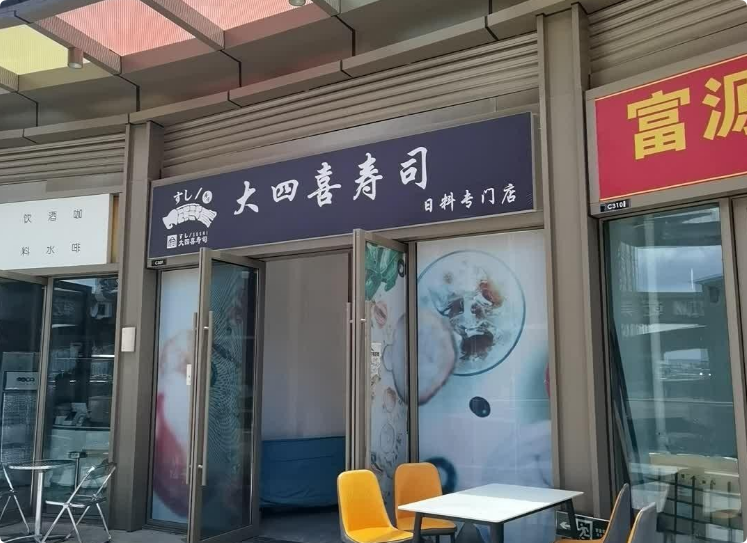 饮 酒 咖
料 水 啡
すし
大四喜寿司
大四喜寿司
日料专门店
富源
C310